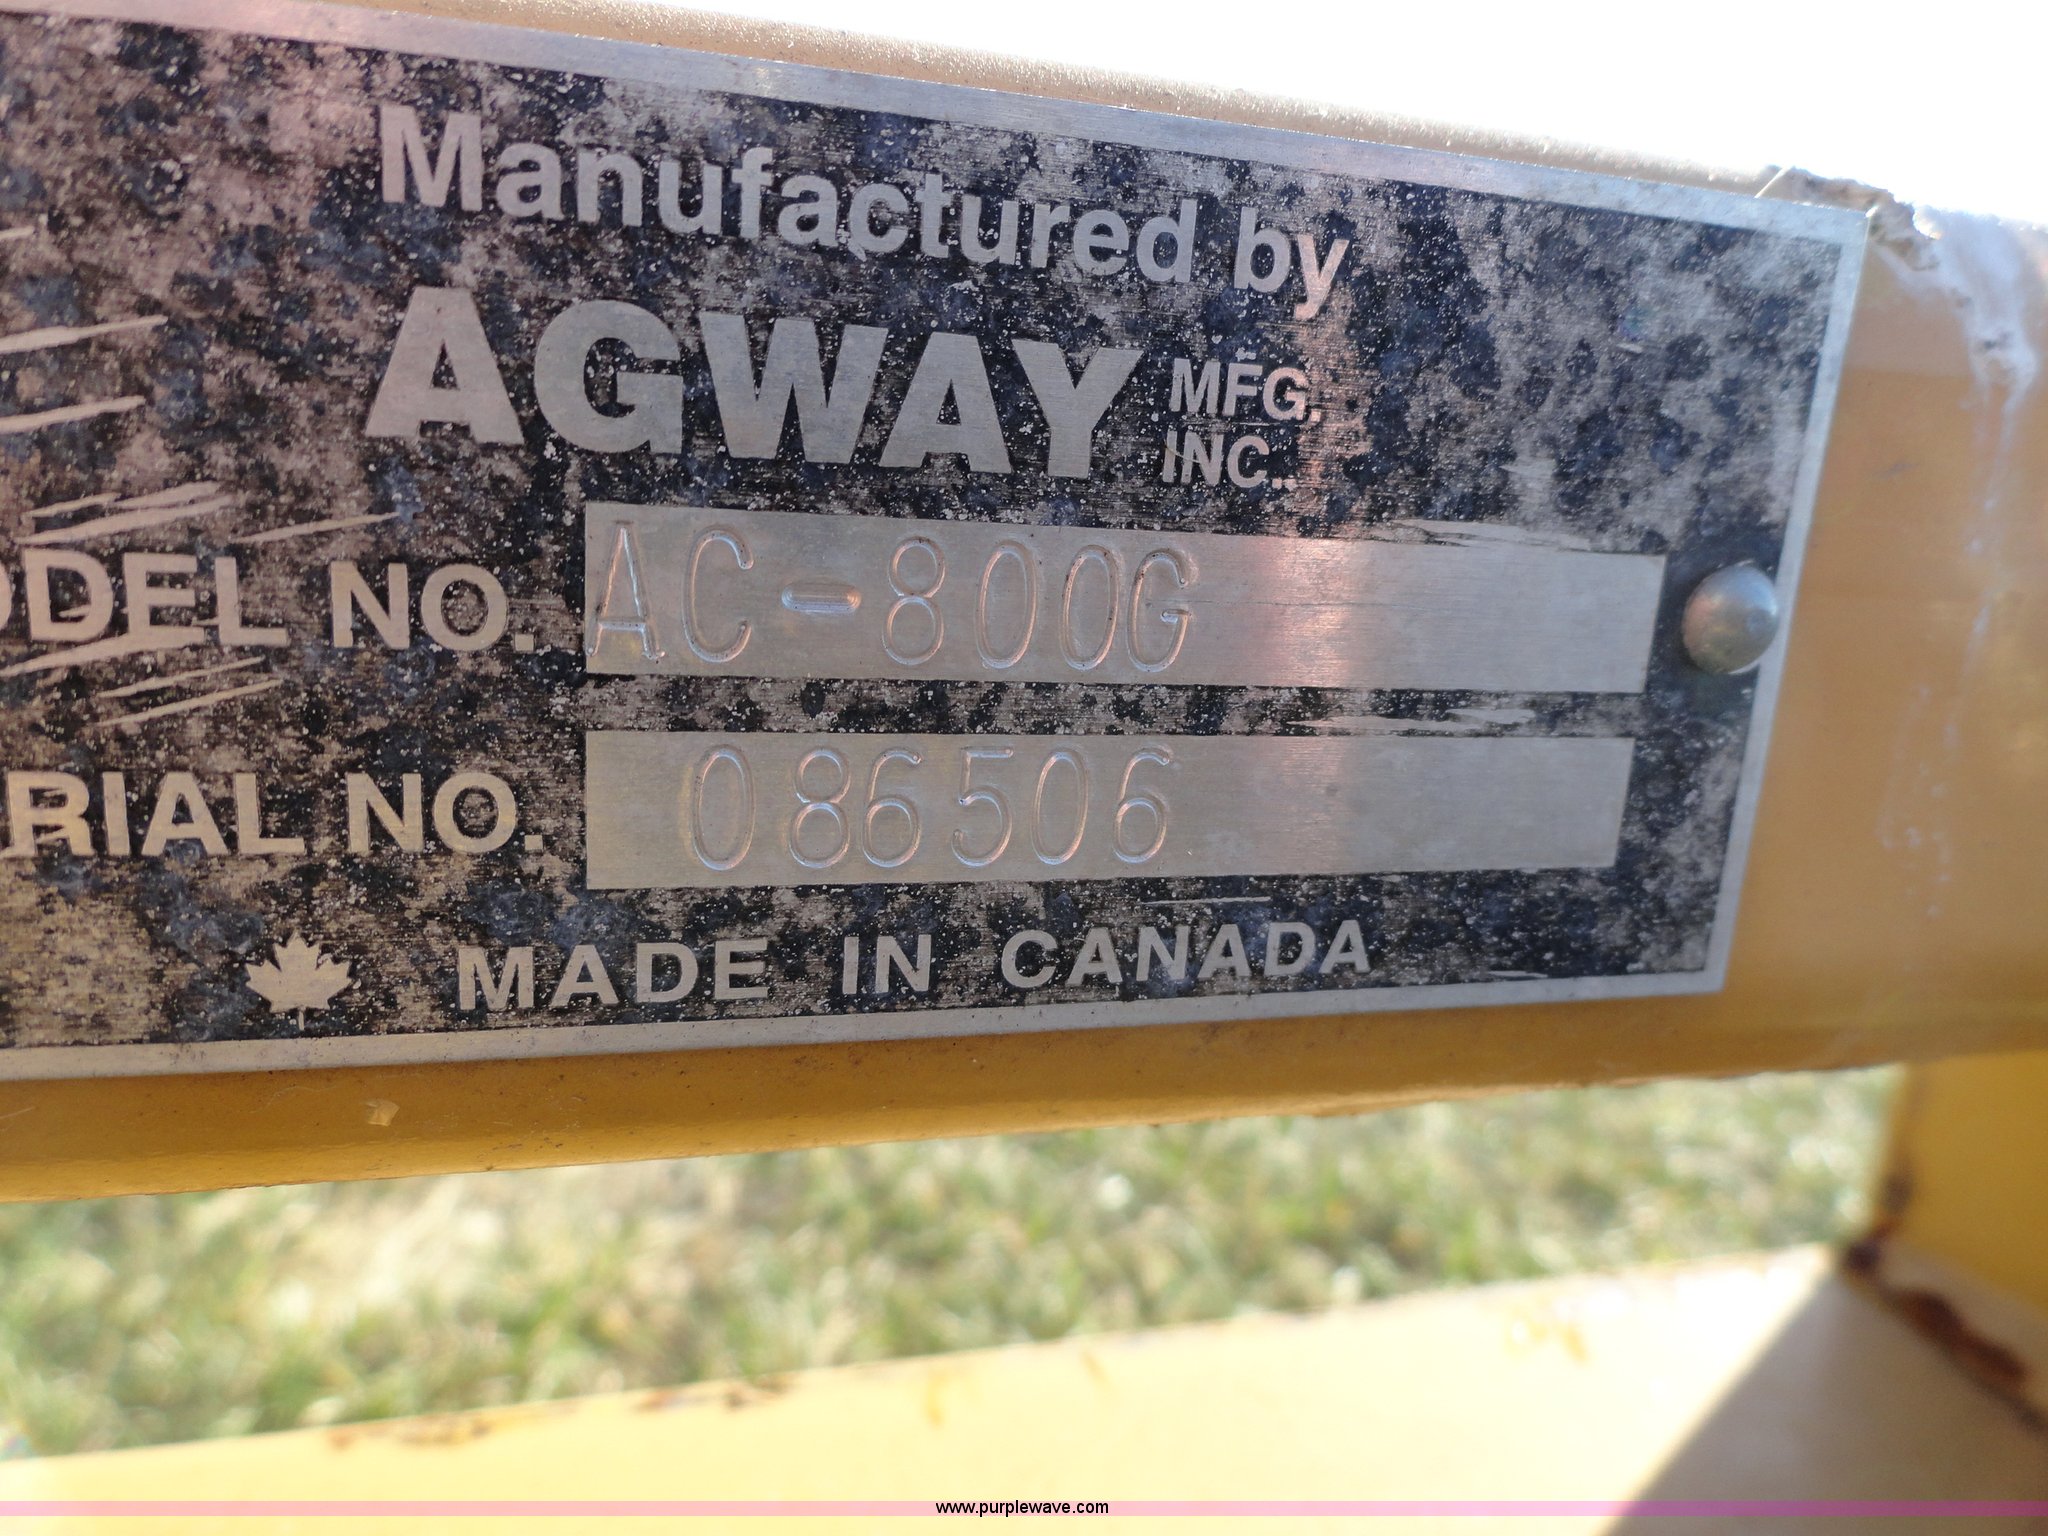 Manufactured by
AGWAY MFG.
INC..
ODEL NO. AC-800G
RIAL NO. 086506
MADE IN CANADA
www.purplewave.com